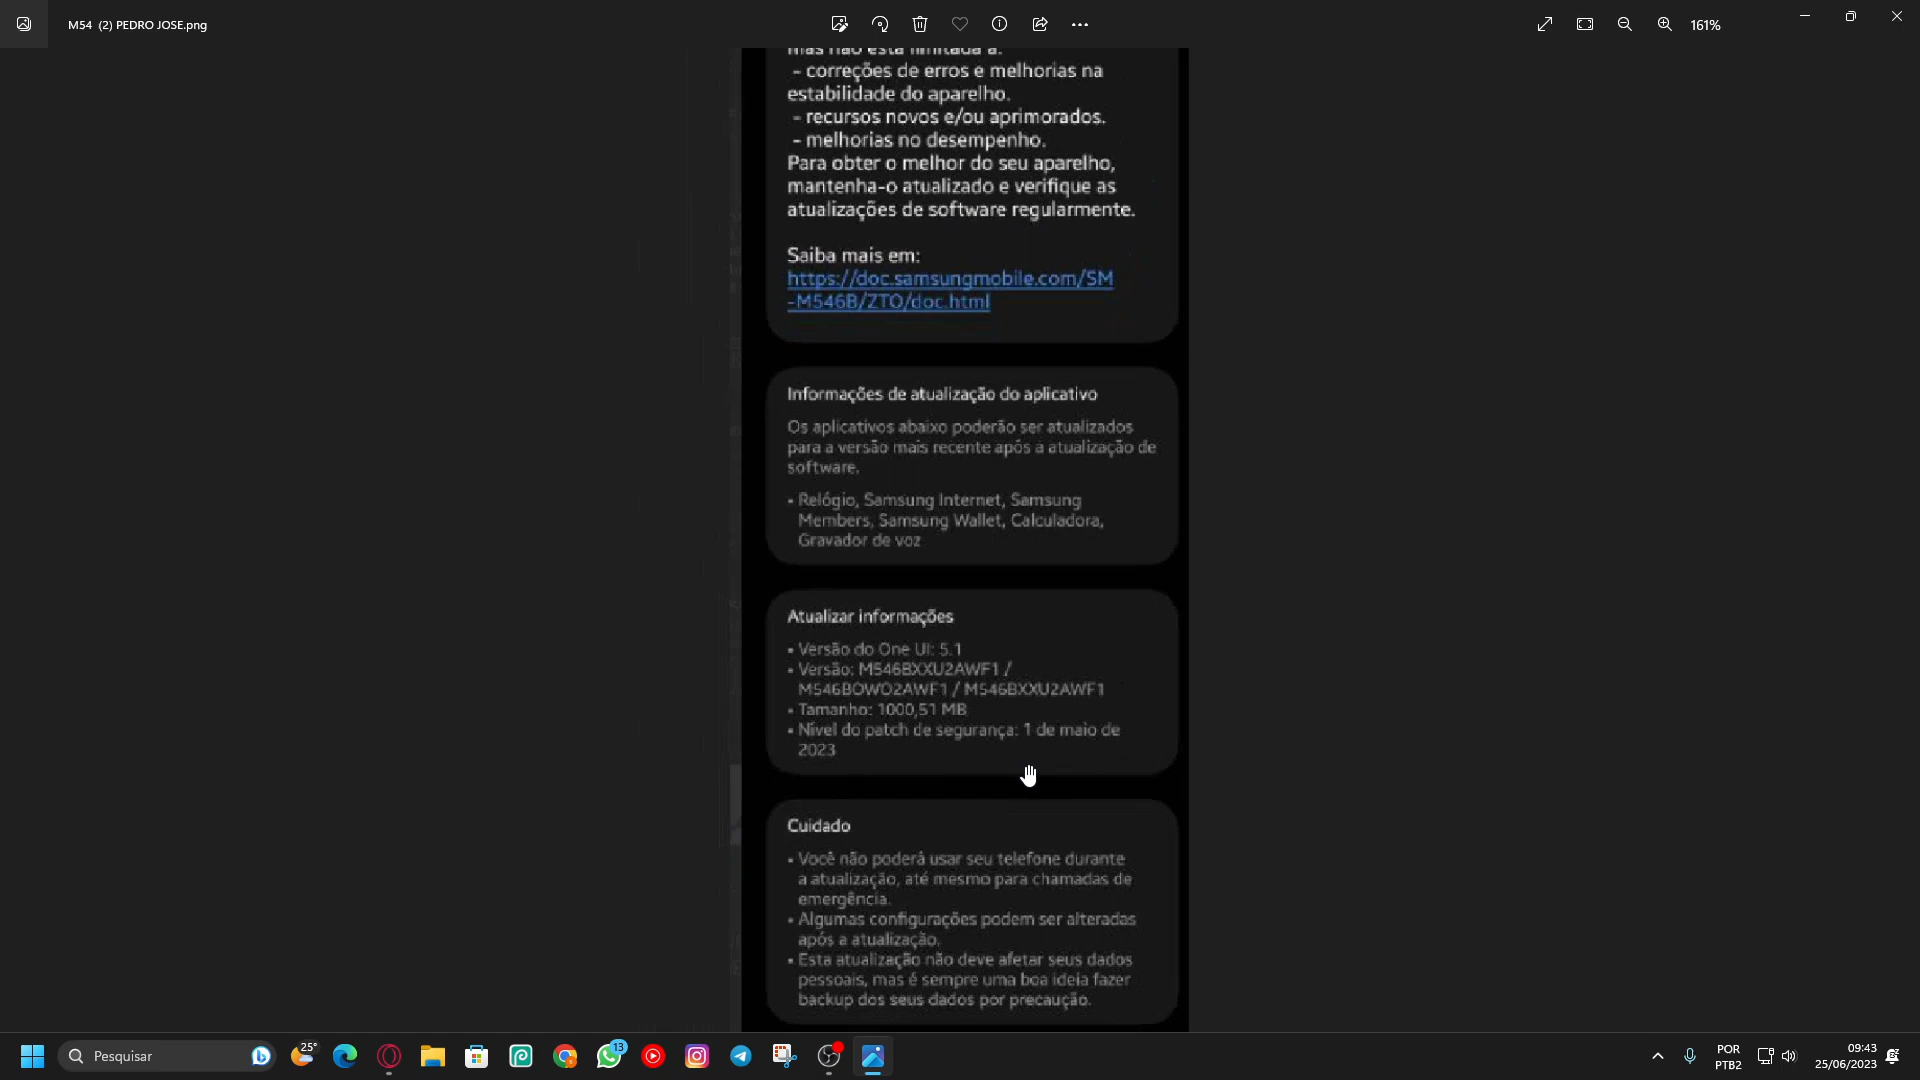 M54 (2) PEDRO JOSE.png
161%
mas não está limitada a:
- correções de erros e melhorias na
estabilidade do aparelho.
- recursos novos e/ou aprimorados.
- melhorias no desempenho.
Para obter o melhor do seu aparelho,
mantenha-o atualizado e verifique as
atualizações de software regularmente.
Saiba mais em:
https://doc.samsungmobile.com/SM
-M546B/ZTO/doc.html
Informações de atualização do aplicativo
Os aplicativos abaixo poderão ser atualizados
para a versão mais recente após a atualização de
software.
• Relógio, Samsung Internet, Samsung
Members, Samsung Wallet, Calculadora,
Gravador de voz
Atualizar informações
• Versão do One UI: 5.1
• Versão: M546BXXU2AWF1 /
M546BOWO2AWF1 / M546BXXU2AWF1
• Tamanho: 1000,51 MB
• Nível do patch de segurança: 1 de maio de
2023
Cuidado
• Você não poderá usar seu telefone durante
a atualização, até mesmo para chamadas de
emergência.
• Algumas configurações podem ser alteradas
após a atualização.
• Esta atualização não deve afetar seus dados
pessoais, mas é sempre uma boa ideia fazer
backup dos seus dados por precaução.
Pesquisar
25°
13
POR
PTB2
09:43
25/06/2023